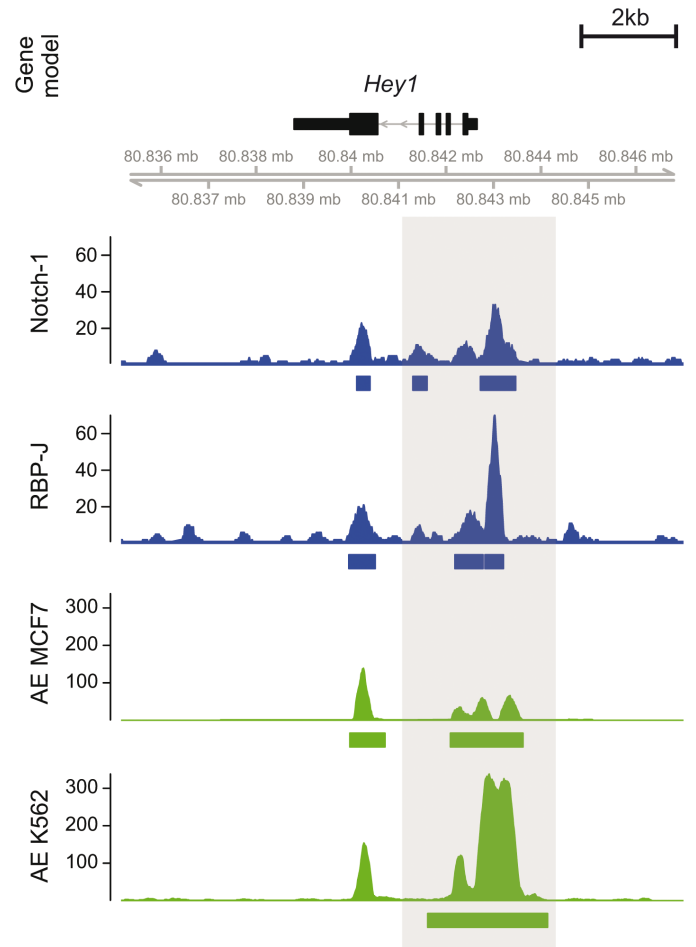 2kb
Gene
model
Hey1
80.836 mb 80.838 mb 80.84 mb 80.842 mb 80.844 mb 80.846 mb
80.837 mb 80.839 mb 80.841 mb 80.843 mb 80.845 mb
Notch-1
60
40
20
RBP-J
60
40
20
AE MCF7
300
200
100
AE K562
300
200
100